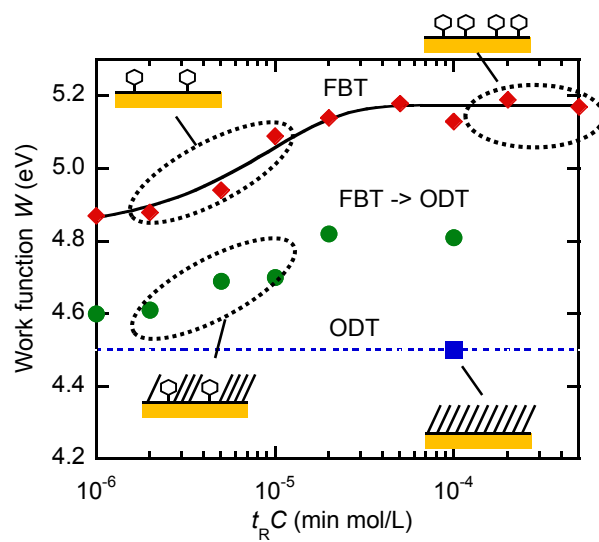 FBT
5.2
5.0
FBT -> ODT
4.8
4.6
ODT
4.4
4.2
Work function W (eV)
10⁻⁶
10⁻⁵
10⁻⁴
t_RC (min mol/L)